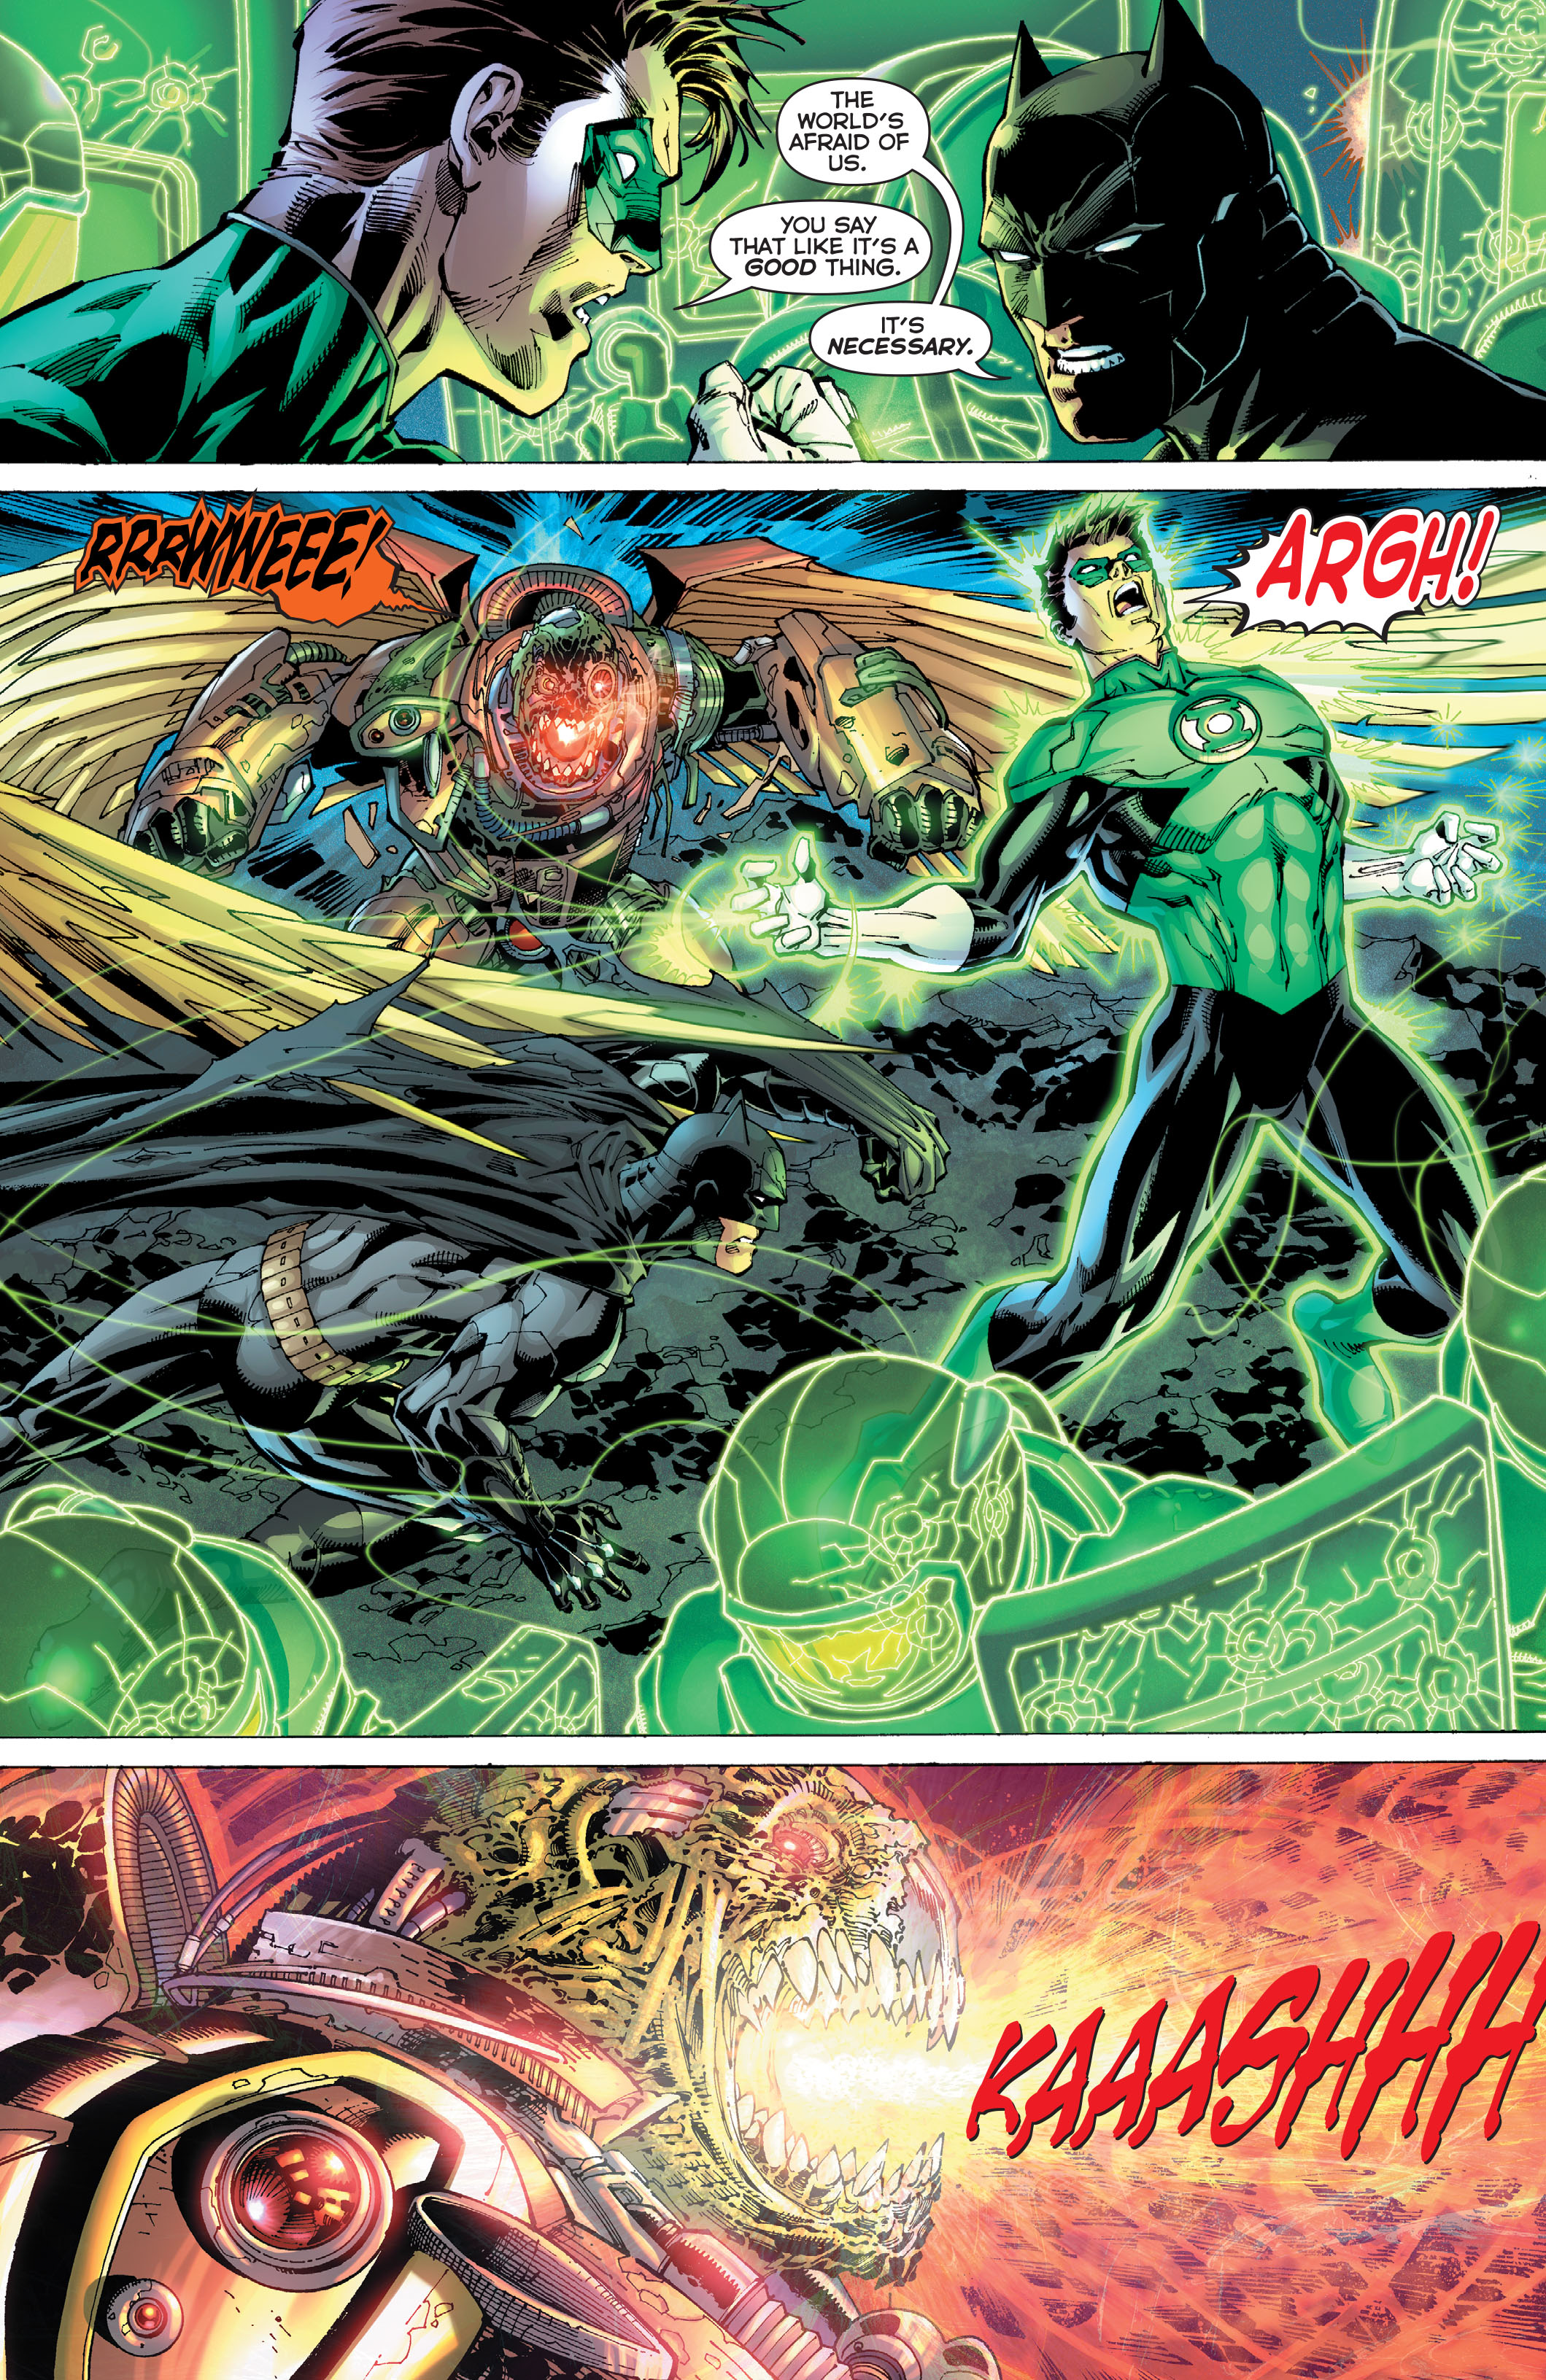 THE
WORLD'S
AFRAID OF
US.
YOU SAY
THAT LIKE IT'S A
GOOD THING.
IT'S
NECESSARY.
RRRWWEEE!
ARGH!
KAAASHHH